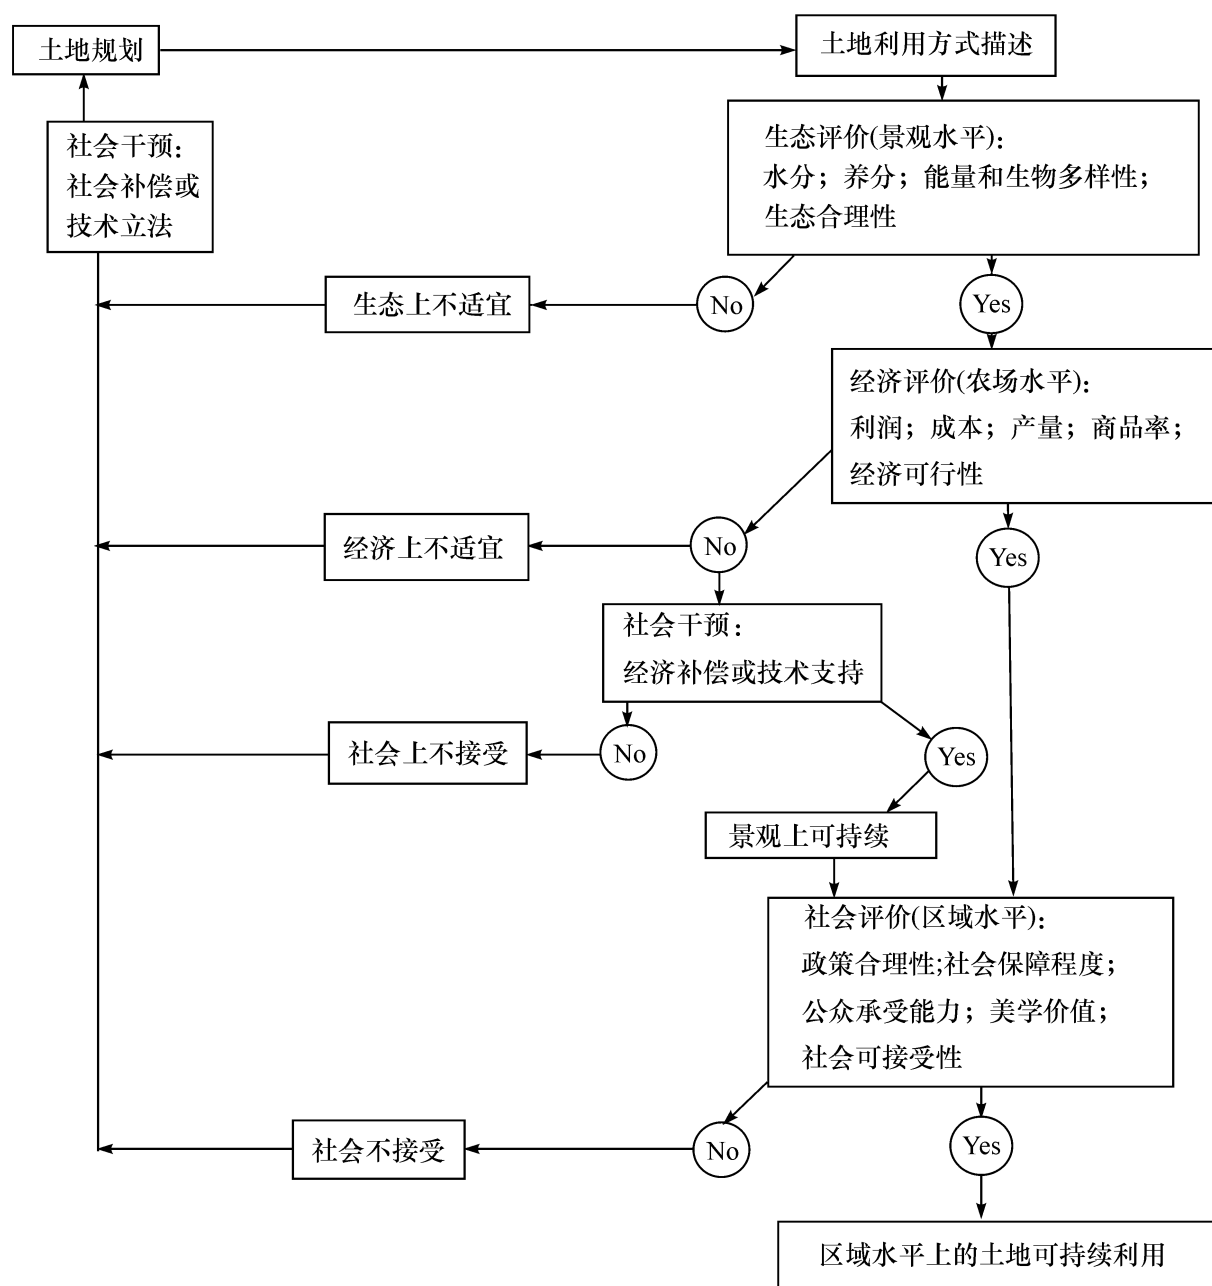 土地规划
土地利用方式描述
社会干预：
社会补偿或
技术立法
生态评价(景观水平)：
水分；养分；能量和生物多样性；
生态合理性
生态上不适宜
No
Yes
经济评价(农场水平)：
利润；成本；产量；商品率；
经济可行性
经济上不适宜
No
Yes
社会干预：
经济补偿或技术支持
社会上不接受
No
Yes
景观上可持续
社会评价(区域水平)：
政策合理性;社会保障程度；
公众承受能力；美学价值；
社会可接受性
社会不接受
No
Yes
区域水平上的土地可持续利用